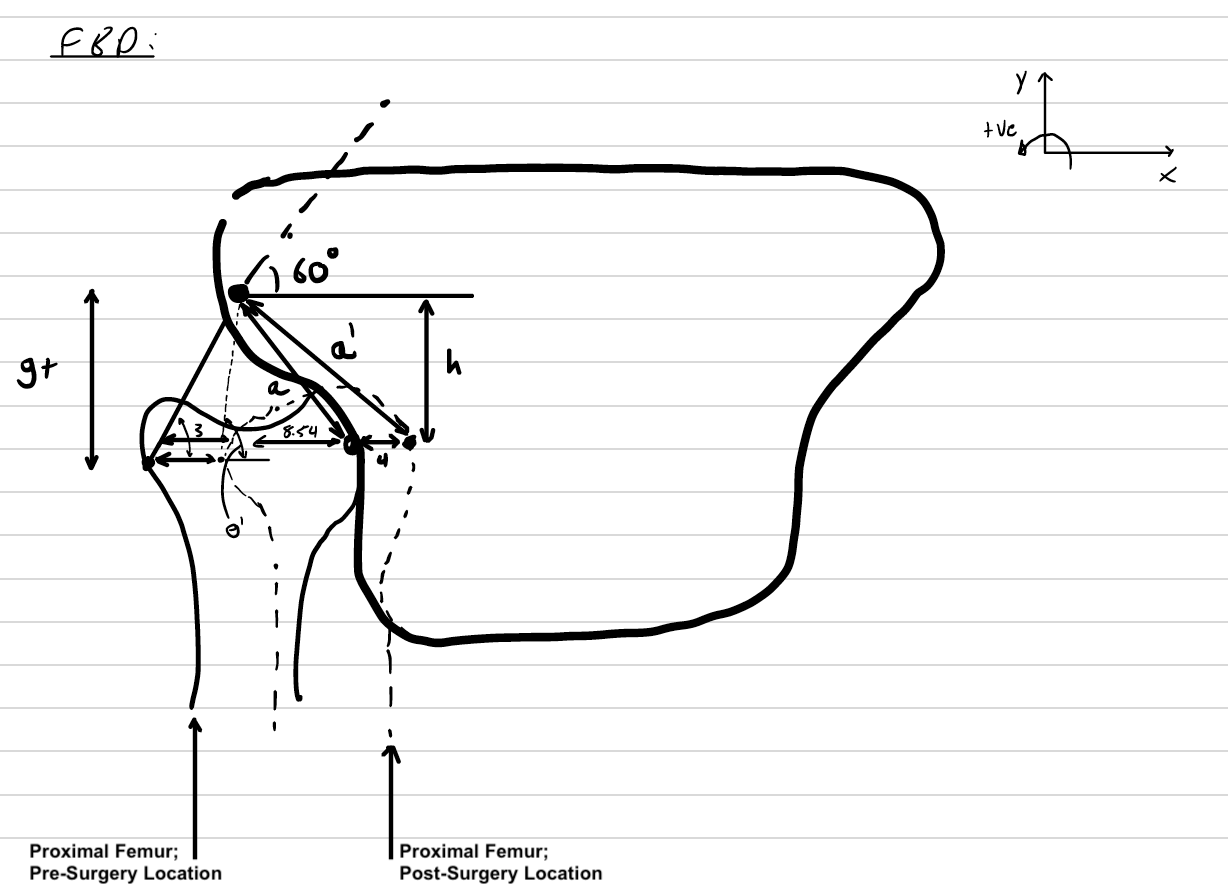 FBD:
y
+ve
x
60°
a'
gt
h
a
3
8.54
4
θ'
Proximal Femur;
Pre-Surgery Location
Proximal Femur;
Post-Surgery Location